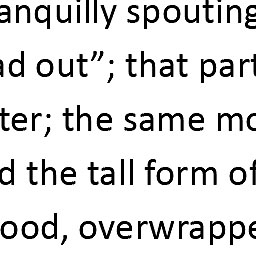 anquilly spouting
ad out”; that part
ter; the same mo
d the tall form of
ood, overwrappe